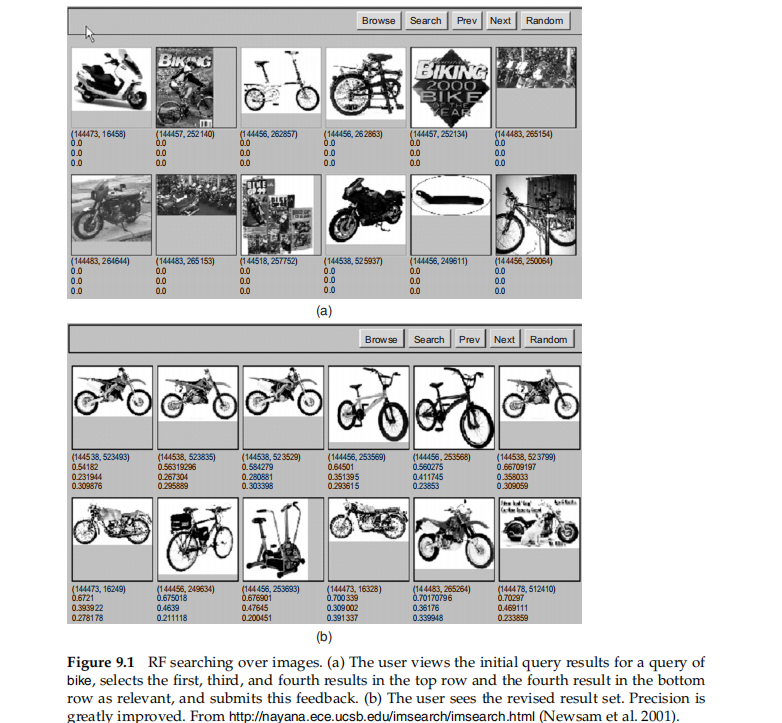 Browse Search Prev Next Random
BIKING
BIKING
2000
BIKE
YEAR
(144473, 16458) (144457, 252140) (144456, 262857) (144456, 262863) (144457, 252134) (144483, 265154)
0.0 0.0 0.0 0.0 0.0 0.0
0.0 0.0 0.0 0.0 0.0 0.0
0.0 0.0 0.0 0.0 0.0 0.0
BIKE
(144483, 264644) (144483, 265153) (144518, 257752) (144538, 525937) (144456, 249611) (144456, 250064)
0.0 0.0 0.0 0.0 0.0 0.0
0.0 0.0 0.0 0.0 0.0 0.0
0.0 0.0 0.0 0.0 0.0 0.0
(a)
Browse Search Prev Next Random
(144538, 523493) (144538, 523835) (144538, 523529) (144456, 253569) (144456, 253568) (144538, 523799)
0.54182 0.56319296 0.584279 0.64501 0.560275 0.66709197
0.231944 0.267304 0.280881 0.351395 0.411745 0.358033
0.309876 0.295889 0.303398 0.293615 0.23853 0.309059
(144473, 16249) (144456, 249634) (144456, 253693) (144473, 16328) (144483, 265264) (144478, 512410)
0.6721 0.675018 0.676901 0.700339 0.70170796 0.70297
0.393922 0.4639 0.47645 0.309002 0.36176 0.469111
0.278178 0.211118 0.200451 0.391337 0.339948 0.233859
(b)
Figure 9.1 RF searching over images. (a) The user views the initial query results for a query of
bike, selects the first, third, and fourth results in the top row and the fourth result in the bottom
row as relevant, and submits this feedback. (b) The user sees the revised result set. Precision is
greatly improved. From http://nayana.ece.ucsb.edu/imsearch/imsearch.html (Newsam et al. 2001).